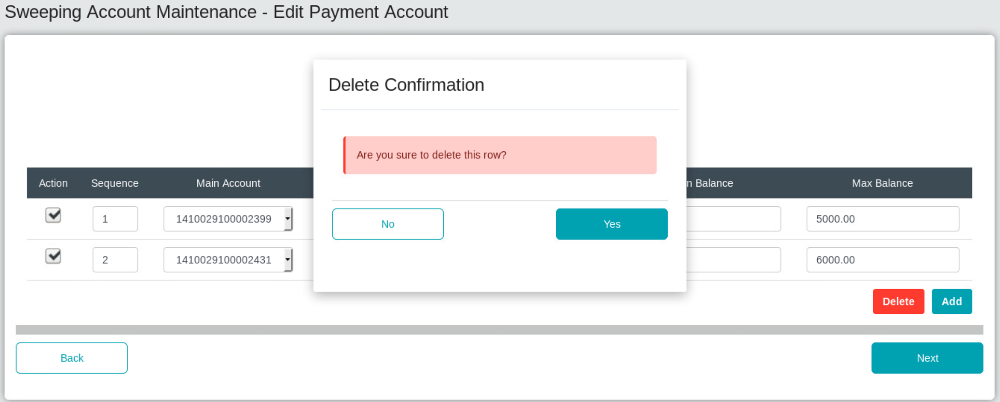 Sweeping Account Maintenance - Edit Payment Account
Delete Confirmation
Are you sure to delete this row?
No Yes
Action Sequence Main Account Balance Max Balance
1 1410029100002399 5000.00
2 1410029100002431 6000.00
Delete Add
Back Next